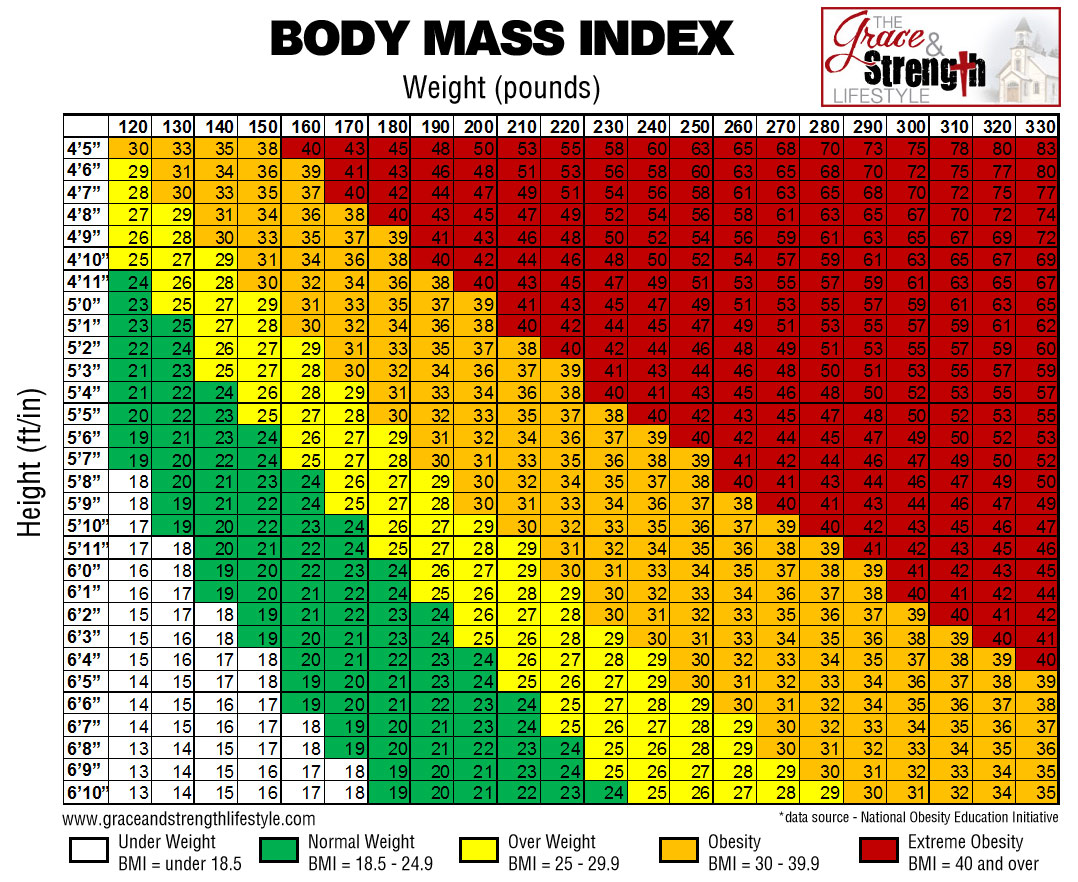 BODY MASS INDEX
Weight (pounds)
THE
Grace &
Strength
LIFESTYLE
120 130 140 150 160 170 180 190 200 210 220 230 240 250 260 270 280 290 300 310 320 330
4'5” 30 33 35 38 40 43 45 48 50 53 55 58 60 63 65 68 70 73 75 78 80 83
4'6” 29 31 34 36 39 41 43 46 48 51 53 56 58 60 63 65 68 70 72 75 77 80
4'7” 28 30 33 35 37 40 42 44 47 49 51 54 56 58 61 63 65 68 70 72 75 77
4'8” 27 29 31 34 36 38 40 43 45 47 49 52 54 56 58 61 63 65 67 70 72 74
4'9” 26 28 30 33 35 37 39 41 43 46 48 50 52 54 56 59 61 63 65 67 69 72
4'10” 25 27 29 31 34 36 38 40 42 44 46 48 50 52 54 57 59 61 63 65 67 69
4'11” 24 26 28 30 32 34 36 38 40 43 45 47 49 51 53 55 57 59 61 63 65 67
5'0” 23 25 27 29 31 33 35 37 39 41 43 45 47 49 51 53 55 57 59 61 63 65
5'1” 23 25 27 28 30 32 34 36 38 40 42 44 45 47 49 51 53 55 57 59 61 62
5'2” 22 24 26 27 29 31 33 35 37 38 40 42 44 46 48 49 51 53 55 57 59 60
5'3” 21 23 25 27 28 30 32 34 36 37 39 41 43 44 46 48 50 51 53 55 57 59
5'4” 21 22 24 26 28 29 31 33 34 36 38 40 41 43 45 46 48 50 52 53 55 57
5'5” 20 22 23 25 27 28 30 32 33 35 37 38 40 42 43 45 47 48 50 52 53 55
5'6” 19 21 23 24 26 27 29 31 32 34 36 37 39 40 42 44 45 47 49 50 52 53
5'7” 19 20 22 24 25 27 28 30 31 33 35 36 38 39 41 42 44 46 47 49 50 52
5'8” 18 20 21 23 24 26 27 29 30 32 34 35 37 38 40 41 43 44 46 47 49 50
5'9” 18 19 21 22 24 25 27 28 30 31 33 34 36 37 38 40 41 43 44 46 47 49
5'10” 17 19 20 22 23 24 26 27 29 30 32 33 35 36 37 39 40 42 43 45 46 47
5'11” 17 18 20 21 22 24 25 27 28 29 31 32 34 35 36 38 39 41 42 43 45 46
6'0” 16 18 19 20 22 23 24 26 27 29 30 31 33 34 35 37 38 39 41 42 43 45
6'1” 16 17 19 20 21 22 24 25 26 28 29 30 32 33 34 36 37 38 40 41 42 44
6'2” 15 17 18 19 21 22 23 24 26 27 28 30 31 32 33 35 36 37 39 40 41 42
6'3” 15 16 18 19 20 21 23 24 25 26 28 29 30 31 33 34 35 36 38 39 40 41
6'4” 15 16 17 18 20 21 22 23 24 26 27 28 29 30 32 33 34 35 37 38 39 40
6'5” 14 15 17 18 19 20 21 23 24 25 26 27 29 30 31 32 33 34 36 37 38 39
6'6” 14 15 16 17 19 20 21 22 23 24 25 27 28 29 30 31 32 34 35 36 37 38
6'7” 14 15 16 17 18 19 20 21 23 24 25 26 27 28 29 30 32 33 34 35 36 37
6'8” 13 14 15 17 18 19 20 21 22 23 24 25 26 28 29 30 31 32 33 34 35 36
6'9” 13 14 15 16 17 18 19 20 21 23 24 25 26 27 28 29 30 31 32 33 34 35
6'10” 13 14 15 16 17 18 19 20 21 22 23 24 25 26 27 28 29 30 31 32 34 35
Height (ft/in)
www.graceandstrengthlifestyle.com
*data source - National Obesity Education Initiative
Under Weight
BMI = under 18.5
Normal Weight
BMI = 18.5 - 24.9
Over Weight
BMI = 25 - 29.9
Obesity
BMI = 30 - 39.9
Extreme Obesity
BMI = 40 and over